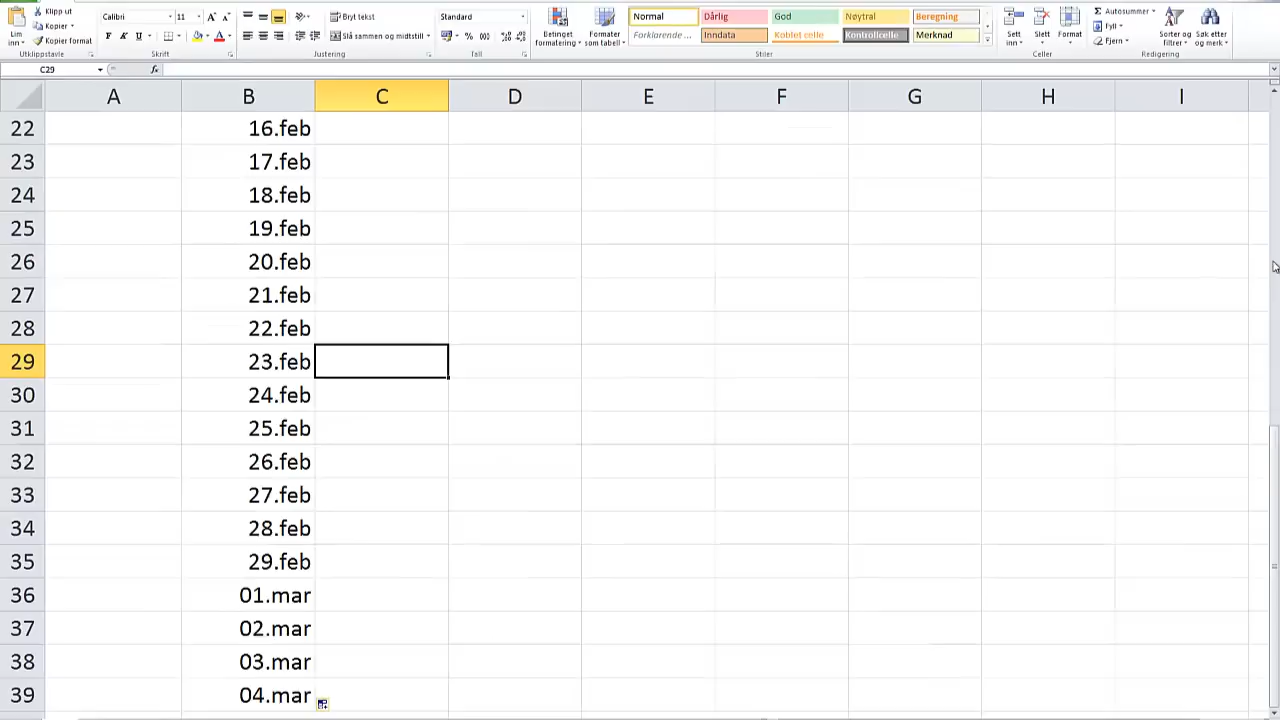 Klipp ut
Kopier
Kopier format
Lim inn
Utklippstavle
Calibri 11
F K U
Skrift
Bryt tekst
Slå sammen og midtstill
Justering
Standard
% 000
Tall
Betinget formatering
Formater som tabell
Normal Dårlig God Nøytral Beregning
Forklarende ... Inndata Koblet celle Kontrollcelle Merknad
Stiler
Sett inn
Slett
Format
Celler
Autosummer
Fyll
Fjern
Sorter og filtrer
Søk etter og merk
Redigering
C29 fx
A B C D E F G H I
22 16.feb
23 17.feb
24 18.feb
25 19.feb
26 20.feb
27 21.feb
28 22.feb
29 23.feb
30 24.feb
31 25.feb
32 26.feb
33 27.feb
34 28.feb
35 29.feb
36 01.mar
37 02.mar
38 03.mar
39 04.mar